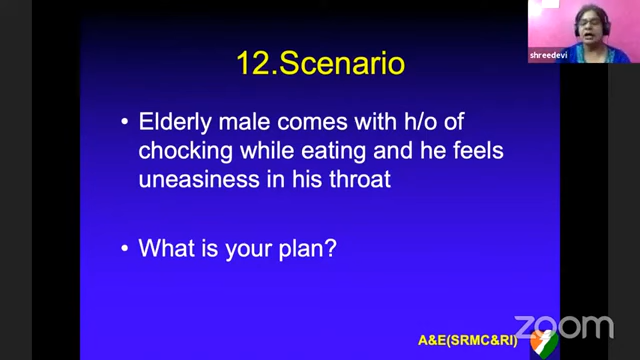 shreedevi
12.Scenario
• Elderly male comes with h/o of
chocking while eating and he feels
uneasiness in his throat
• What is your plan?
A&E(SRMC&RI)
zoom